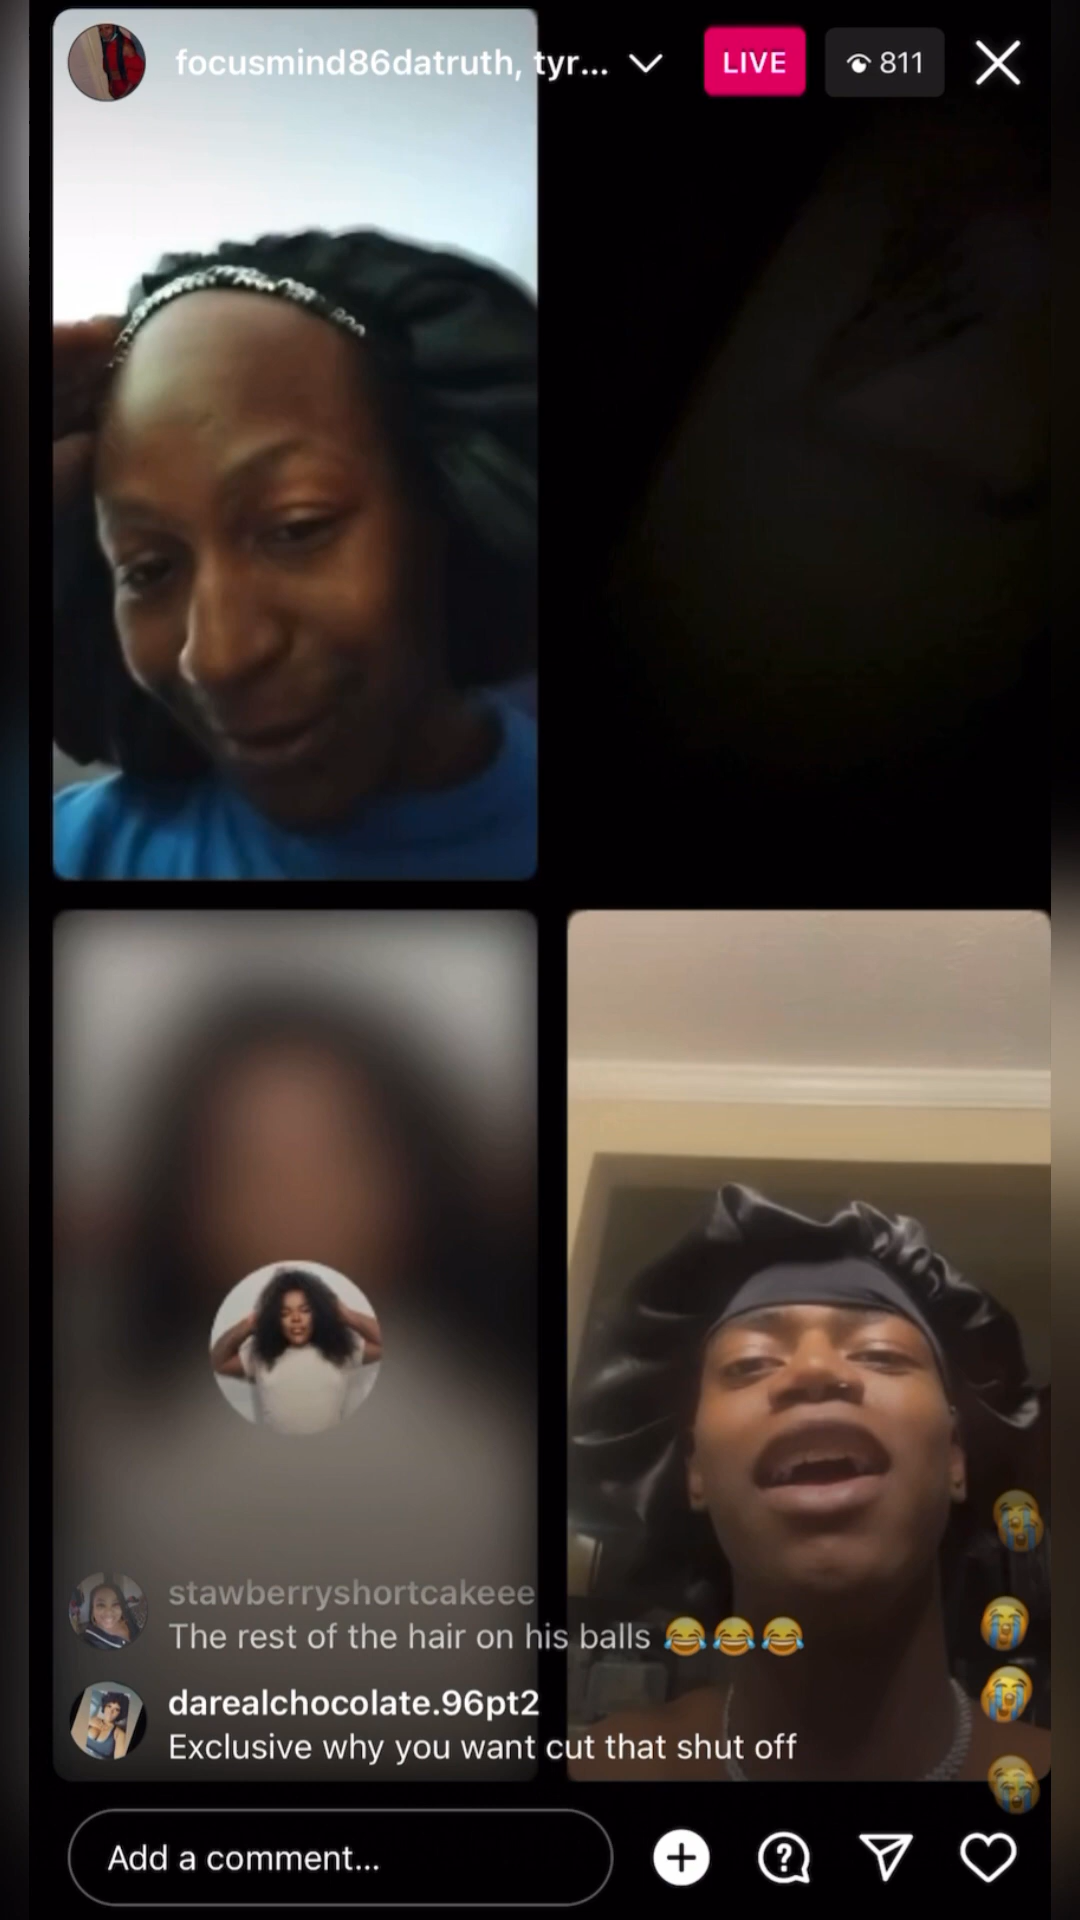 focusmind86datruth, tyr...
LIVE
811
stawberryshortcakeee
The rest of the hair on his balls 😂😂😂
darealchocolate.96pt2
Exclusive why you want cut that shut off
Add a comment...